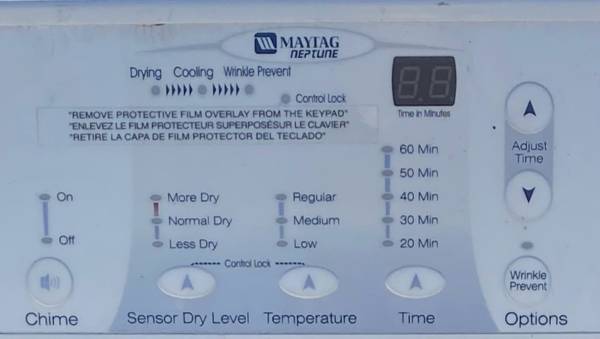 MAYTAG
NEPTUNE
Drying Cooling Wrinkle Prevent
Control Lock
88
Time in Minutes
"REMOVE PROTECTIVE FILM OVERLAY FROM THE KEYPAD"
"ENLEVEZ LE FILM PROTECTEUR SUPERPOSÉSUR LE CLAVIER"
"RETIRE LA CAPA DE FILM PROTECTOR DEL TECLADO"
Adjust
Time
60 Min
50 Min
40 Min
30 Min
20 Min
On
Off
More Dry
Normal Dry
Less Dry
Regular
Medium
Low
Control Lock
Wrinkle
Prevent
Chime
Sensor Dry Level
Temperature
Time
Options